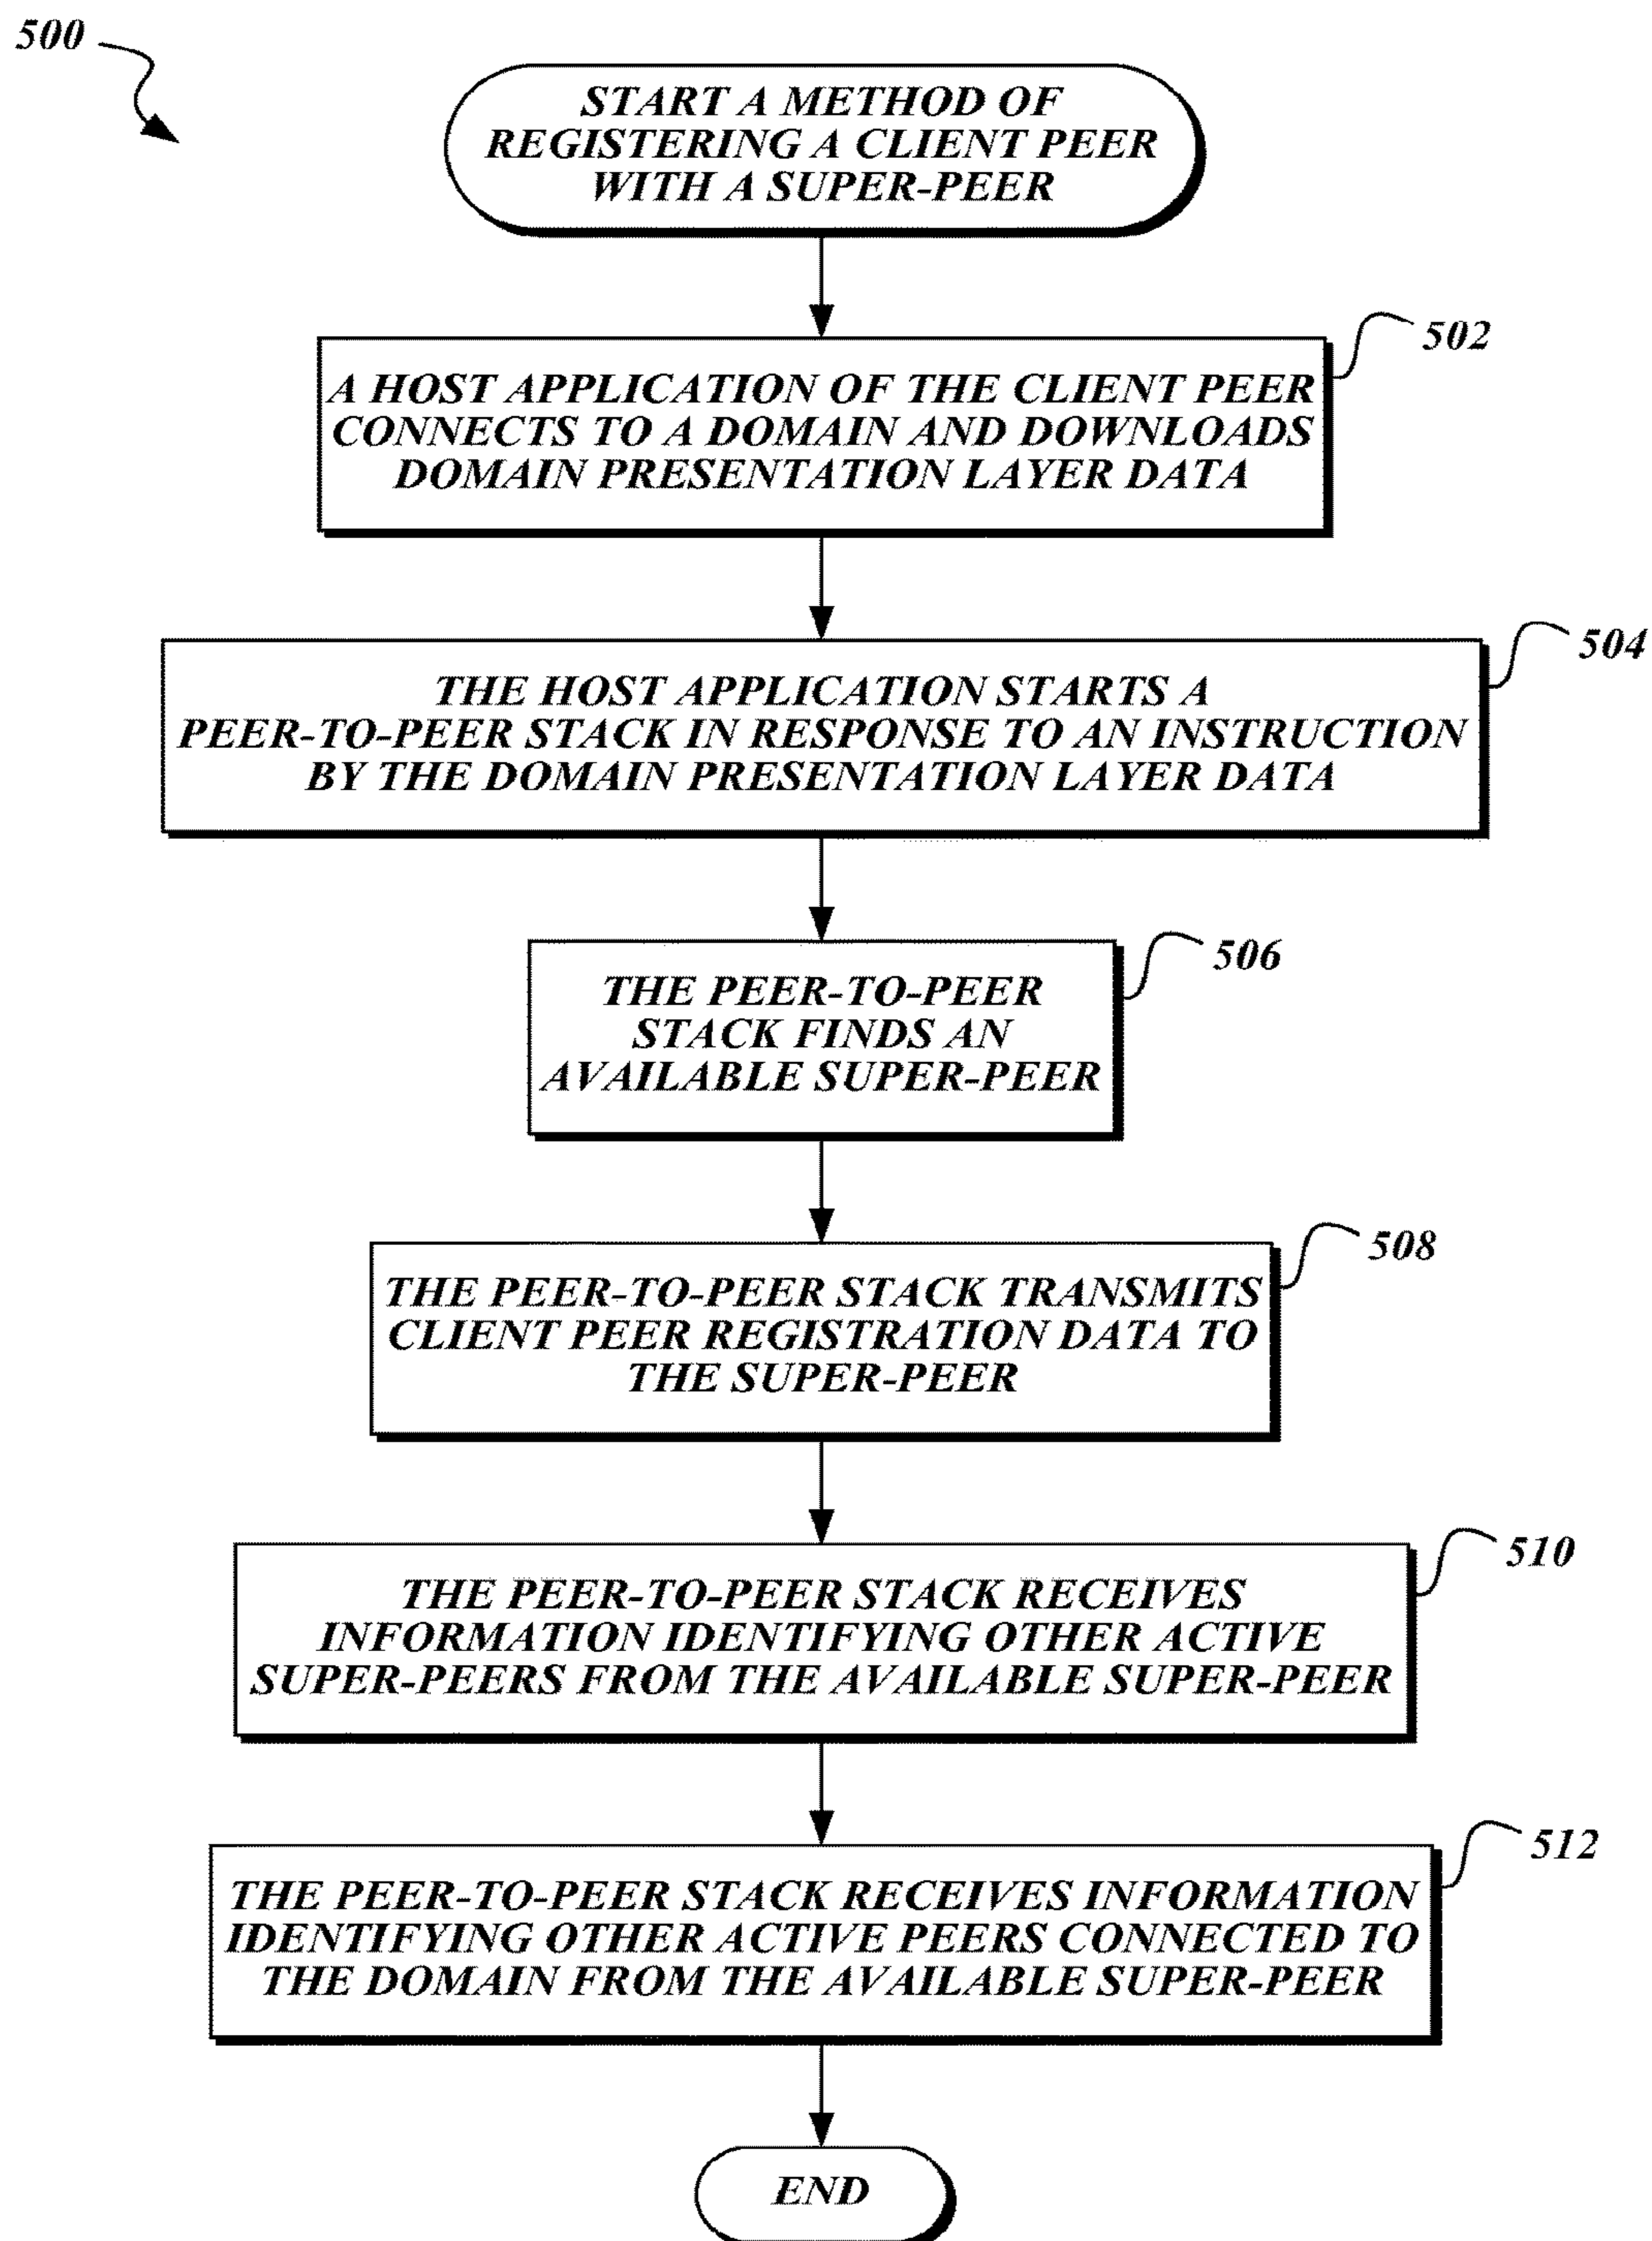 500
START A METHOD OF
REGISTERING A CLIENT PEER
WITH A SUPER-PEER
502
A HOST APPLICATION OF THE CLIENT PEER
CONNECTS TO A DOMAIN AND DOWNLOADS
DOMAIN PRESENTATION LAYER DATA
504
THE HOST APPLICATION STARTS A
PEER-TO-PEER STACK IN RESPONSE TO AN INSTRUCTION
BY THE DOMAIN PRESENTATION LAYER DATA
506
THE PEER-TO-PEER
STACK FINDS AN
AVAILABLE SUPER-PEER
508
THE PEER-TO-PEER STACK TRANSMITS
CLIENT PEER REGISTRATION DATA TO
THE SUPER-PEER
510
THE PEER-TO-PEER STACK RECEIVES
INFORMATION IDENTIFYING OTHER ACTIVE
SUPER-PEERS FROM THE AVAILABLE SUPER-PEER
512
THE PEER-TO-PEER STACK RECEIVES INFORMATION
IDENTIFYING OTHER ACTIVE PEERS CONNECTED TO
THE DOMAIN FROM THE AVAILABLE SUPER-PEER
END